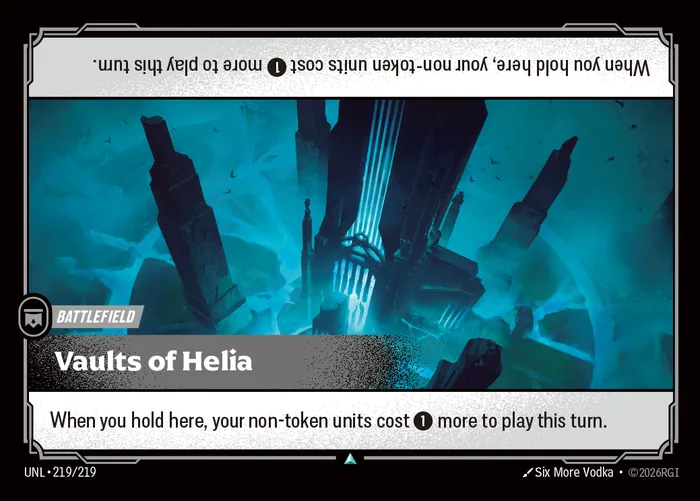 When you hold here, your non-token units cost 1 more to play this turn.
BATTLEFIELD
Vaults of Helia
When you hold here, your non-token units cost 1 more to play this turn.
UNL • 219/219
Six More Vodka • ©2026RGI